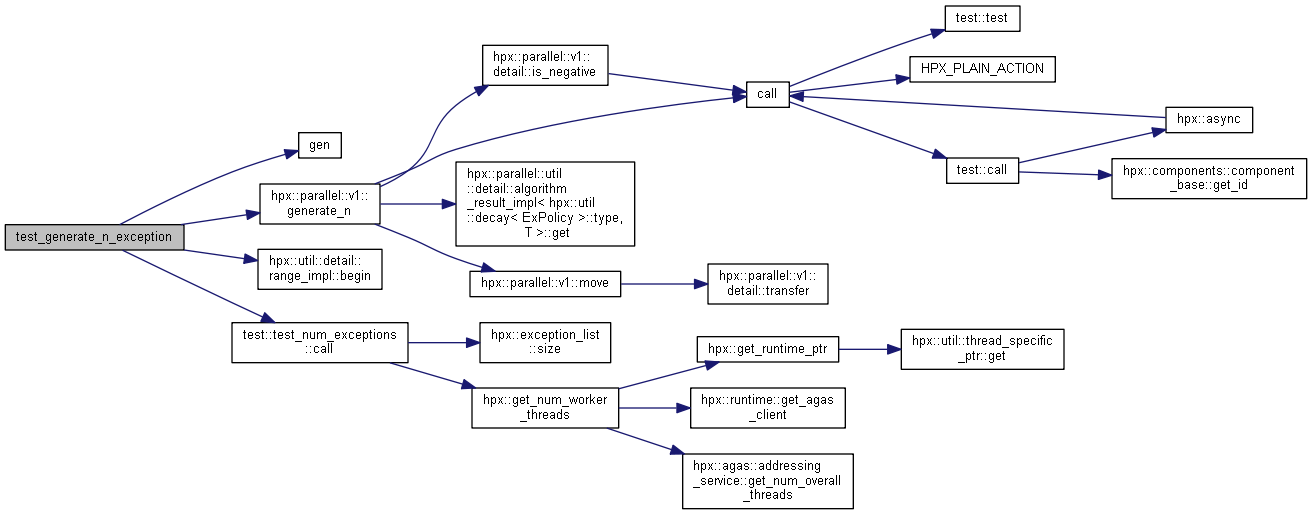 test_generate_n_exception
gen
hpx::parallel::v1::
generate_n
hpx::util::detail::
range_impl::begin
test::test_num_exceptions
::call
hpx::parallel::v1::
detail::is_negative
hpx::parallel::util
::detail::algorithm
_result_impl< hpx::util
::decay< ExPolicy >::type,
T >::get
hpx::parallel::v1::move
hpx::exception_list
::size
hpx::get_num_worker
_threads
call
hpx::parallel::v1::
detail::transfer
hpx::get_runtime_ptr
hpx::runtime::get_agas
_client
hpx::agas::addressing
_service::get_num_overall
_threads
test::test
HPX_PLAIN_ACTION
test::call
hpx::util::thread_specific
_ptr::get
hpx::async
hpx::components::component
_base::get_id